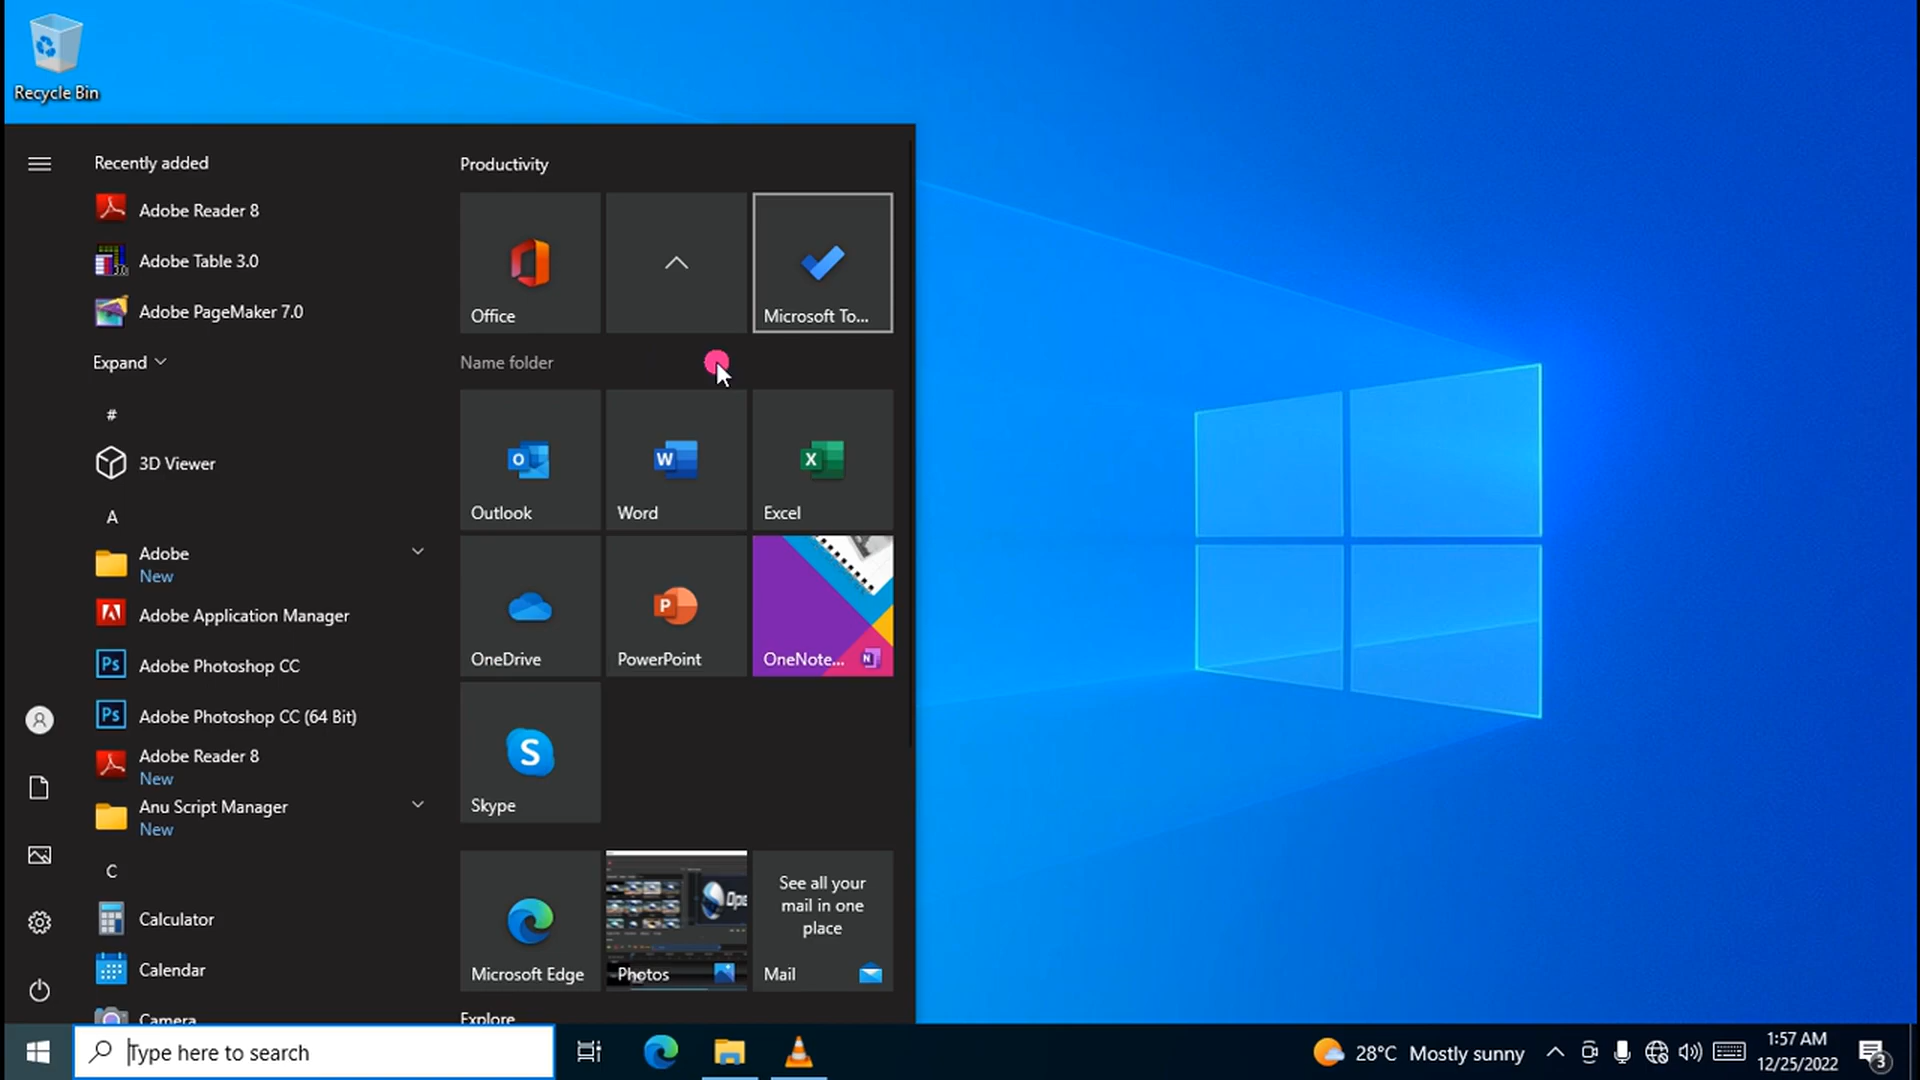 Recycle Bin
Recently added
Adobe Reader 8
Adobe Table 3.0
Adobe PageMaker 7.0
Expand
#
3D Viewer
A
Adobe
New
Adobe Application Manager
Adobe Photoshop CC
Adobe Photoshop CC (64 Bit)
Adobe Reader 8
New
Anu Script Manager
New
C
Calculator
Calendar
Camera
Productivity
Office
Microsoft To...
Name folder
Outlook
Word
Excel
OneDrive
PowerPoint
OneNote...
Skype
Microsoft Edge
Photos
See all your
mail in one
place
Mail
Explore
Type here to search
28°C Mostly sunny
1:57 AM
12/25/2022
3